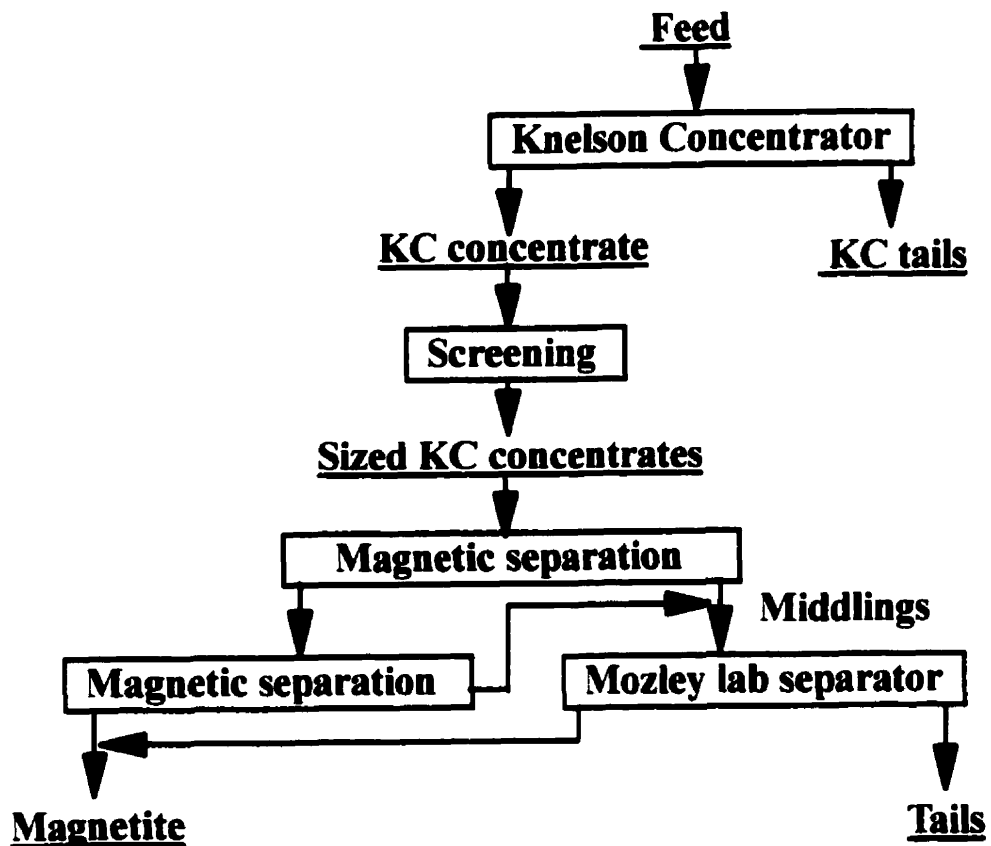 Feed
Knelson Concentrator
KC concentrate
KC tails
Screening
Sized KC concentrates
Magnetic separation
Middlings
Magnetic separation
Mozley lab separator
Magnetite
Tails